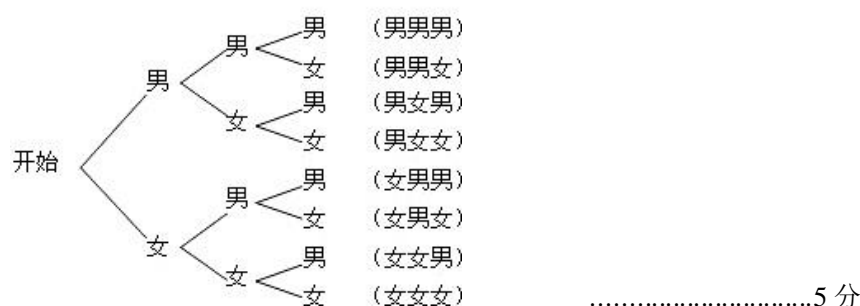 男 （男男男）
男
女 （男男女）
男
男 （男女男）
女
女 （男女女）
开始
男 （女男男）
男
女 （女男女）
女
男 （女女男）
女
女 （女女女） ……………………………5 分